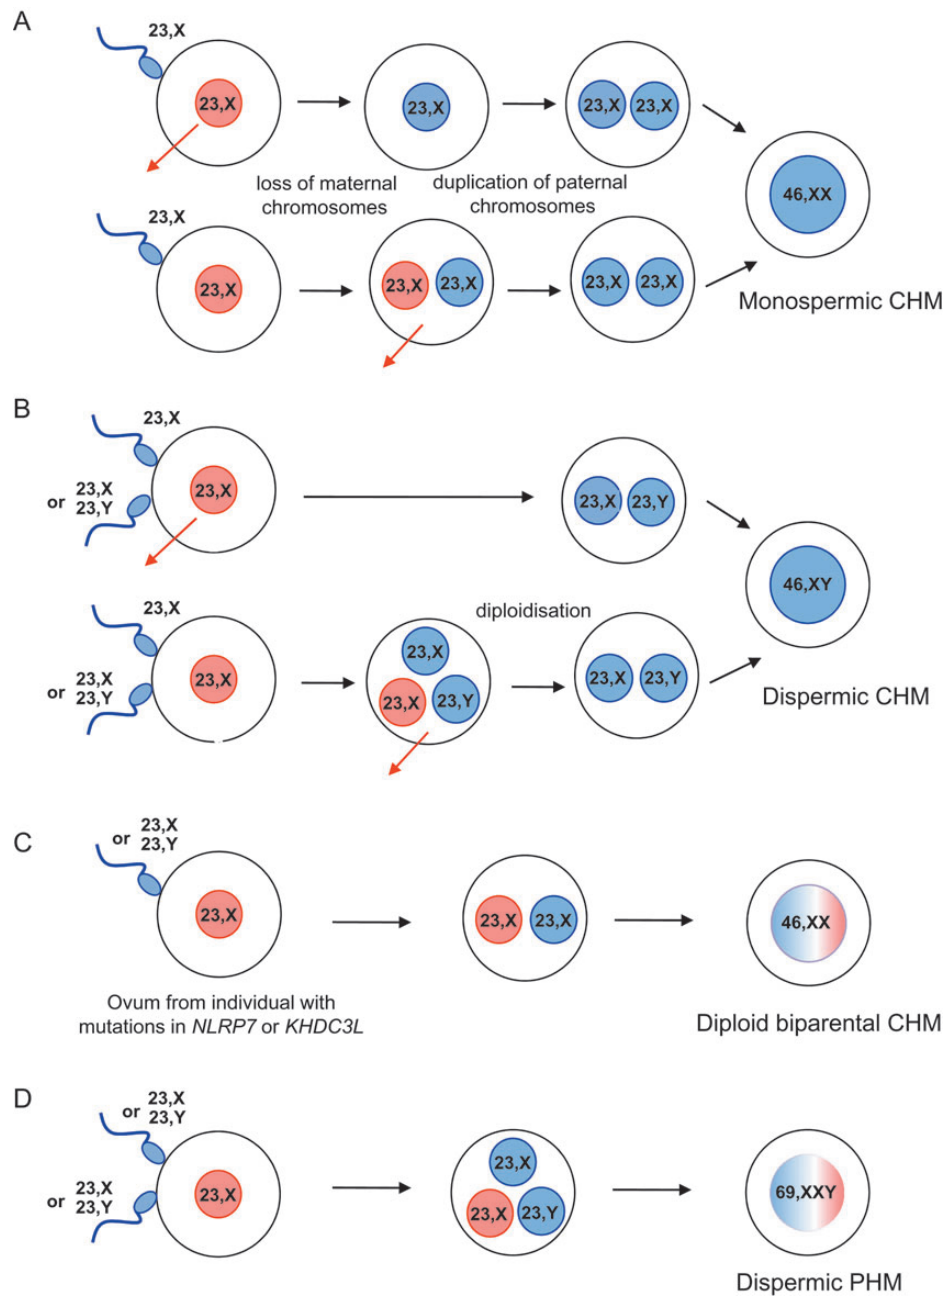 A
23,X
23,X
23,X
23,X
23,X
loss of maternal
chromosomes
duplication of paternal
chromosomes
46,XX
23,X
23,X
23,X
23,X
23,X
23,X
Monospermic CHM
B
23,X
or 23,X
23,Y
23,X
23,X
23,Y
46,XY
23,X
diploidisation
or 23,X
23,Y
23,X
23,X
23,X
23,Y
23,X
23,Y
Dispermic CHM
C
or 23,X
23,Y
23,X
23,X
23,X
46,XX
Ovum from individual with
mutations in NLRP7 or KHDC3L
Diploid biparental CHM
D
or 23,X
23,Y
or 23,X
23,Y
23,X
23,X
23,X
23,Y
69,XXY
Dispermic PHM